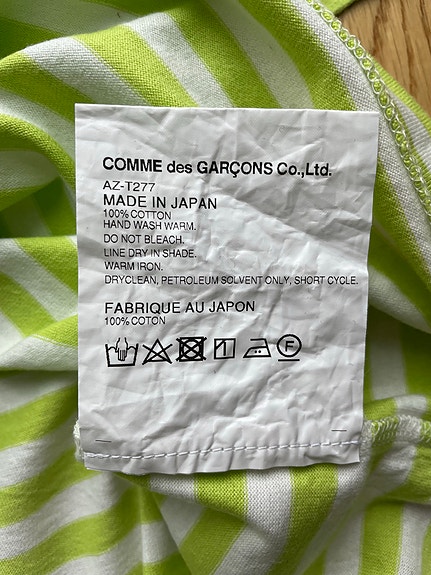 COMME des GARÇONS Co.,Ltd.
AZ-T277
MADE IN JAPAN
100% COTTON
HAND WASH WARM.
DO NOT BLEACH.
LINE DRY IN SHADE.
WARM IRON.
DRYCLEAN, PETROLEUM SOLVENT ONLY, SHORT CYCLE.
FABRIQUE AU JAPON
100% COTON
F